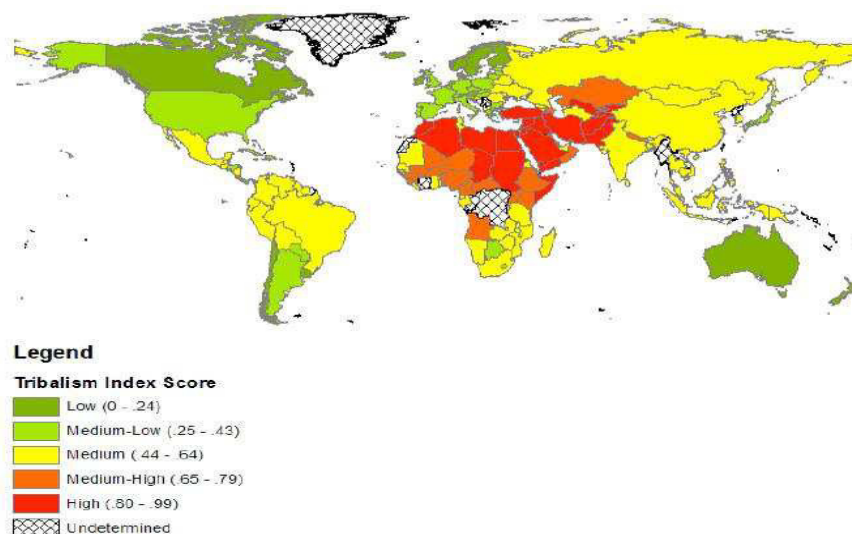 Legend
Tribalism Index Score
Low (0 - .24)
Medium-Low (.25 - .43)
Medium (.44 - .64)
Medium-High (.65 - .79)
High (.80 - .99)
Undetermined